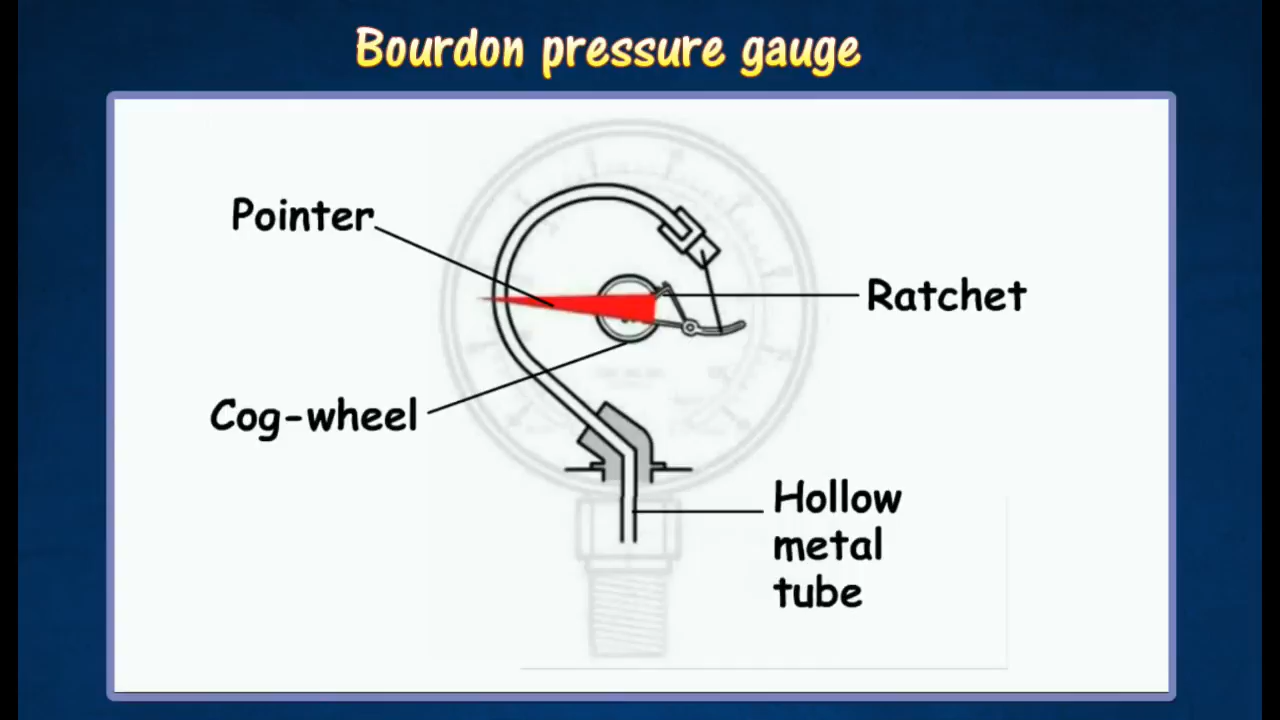 Bourdon pressure gauge
Pointer
Ratchet
Cog-wheel
Hollow
metal
tube